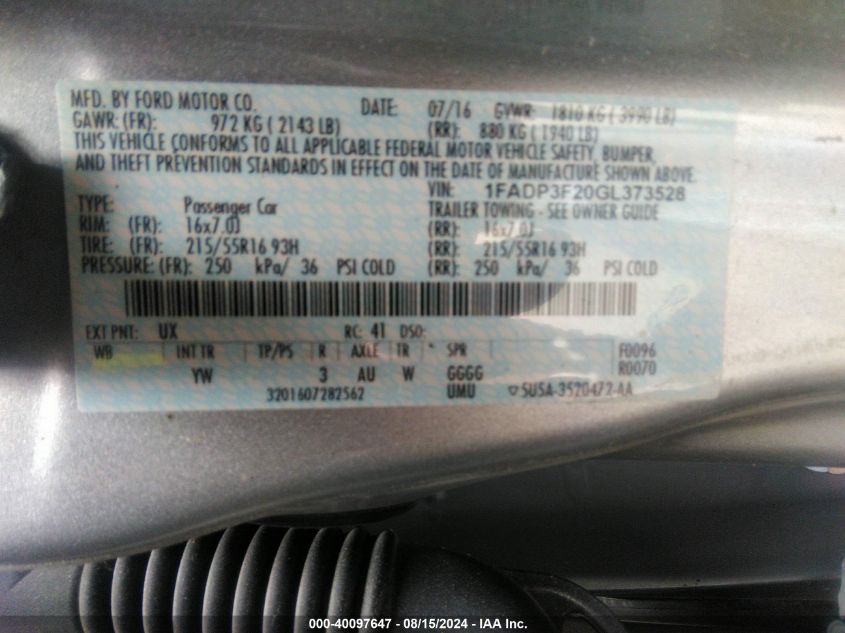 MFD. BY FORD MOTOR CO. DATE: 07/16 GVWR: 1810 KG ( 3990 LB)
GAWR: (FR): 972 KG ( 2143 LB) (RR): 880 KG ( 1940 LB)
THIS VEHICLE CONFORMS TO ALL APPLICABLE FEDERAL MOTOR VEHICLE SAFETY, BUMPER,
AND THEFT PREVENTION STANDARDS IN EFFECT ON THE DATE OF MANUFACTURE SHOWN ABOVE.
VIN: 1FADP3F20GL373528
TYPE: Passenger Car TRAILER TOWING - SEE OWNER GUIDE
RIM: (FR): 16x7.0J (RR): 16x7.0J
TIRE: (FR): 215/55R16 93H (RR): 215/55R16 93H
PRESSURE: (FR): 250 kPa/ 36 PSI COLD (RR): 250 kPa/ 36 PSI COLD
EXT PNT: UX RC: 41 DSO:
WB INT TR TP/PS R AXLE TR * SPR F0096
YW 3 AU W GGGG R0070
3201607282562 UMU SUSA-3520472-AA
000-40097647 - 08/15/2024 - IAA Inc.